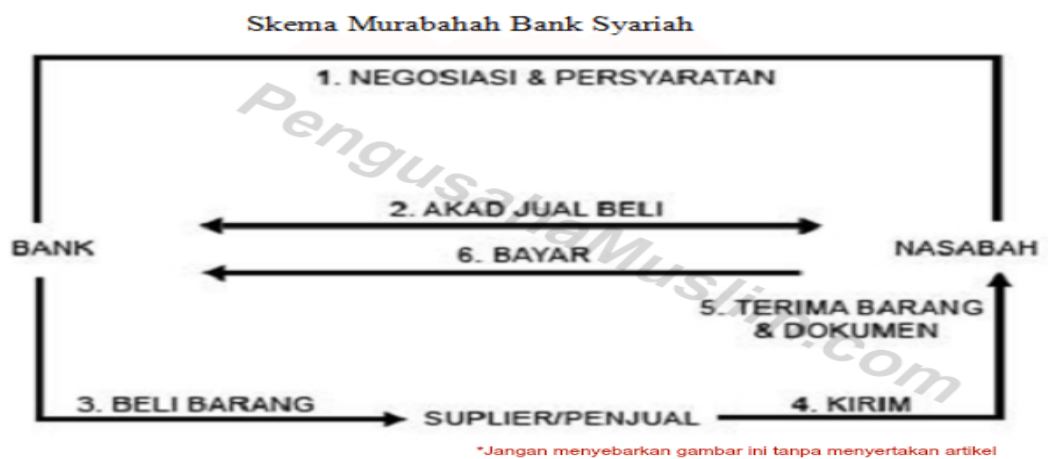 Skema Murabahah Bank Syariah
1. NEGOSIASI & PERSYARATAN
2. AKAD JUAL BELI
BANK
NASABAH
6. BAYAR
5. TERIMA BARANG
& DOKUMEN
3. BELI BARANG
SUPLIER/PENJUAL
4. KIRIM
PengusahaMuslim.com
*Jangan menyebarkan gambar ini tanpa menyertakan artikel